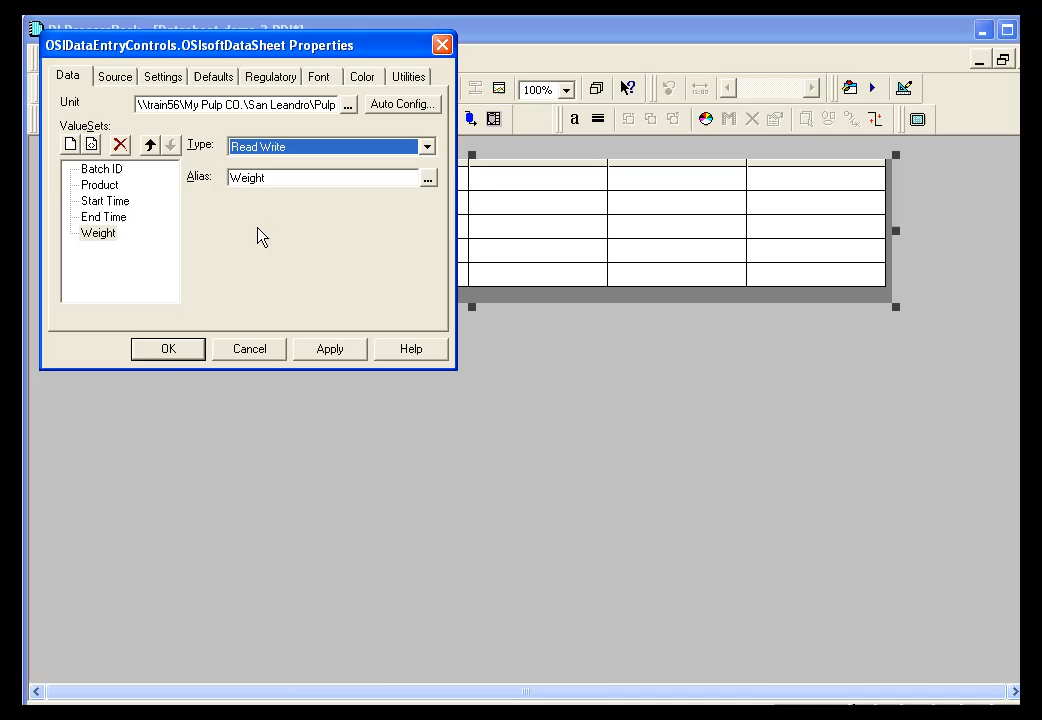 OSIDataEntryControls.OSIsoftDataSheet Properties
Data Source Settings Defaults Regulatory Font Color Utilities
Unit \\train56\My Pulp CO.\San Leandro\Pulp ... Auto Config...
ValueSets:
Type: Read Write
Alias: Weight ...
Batch ID
Product
Start Time
End Time
Weight
OK Cancel Apply Help
100%
a